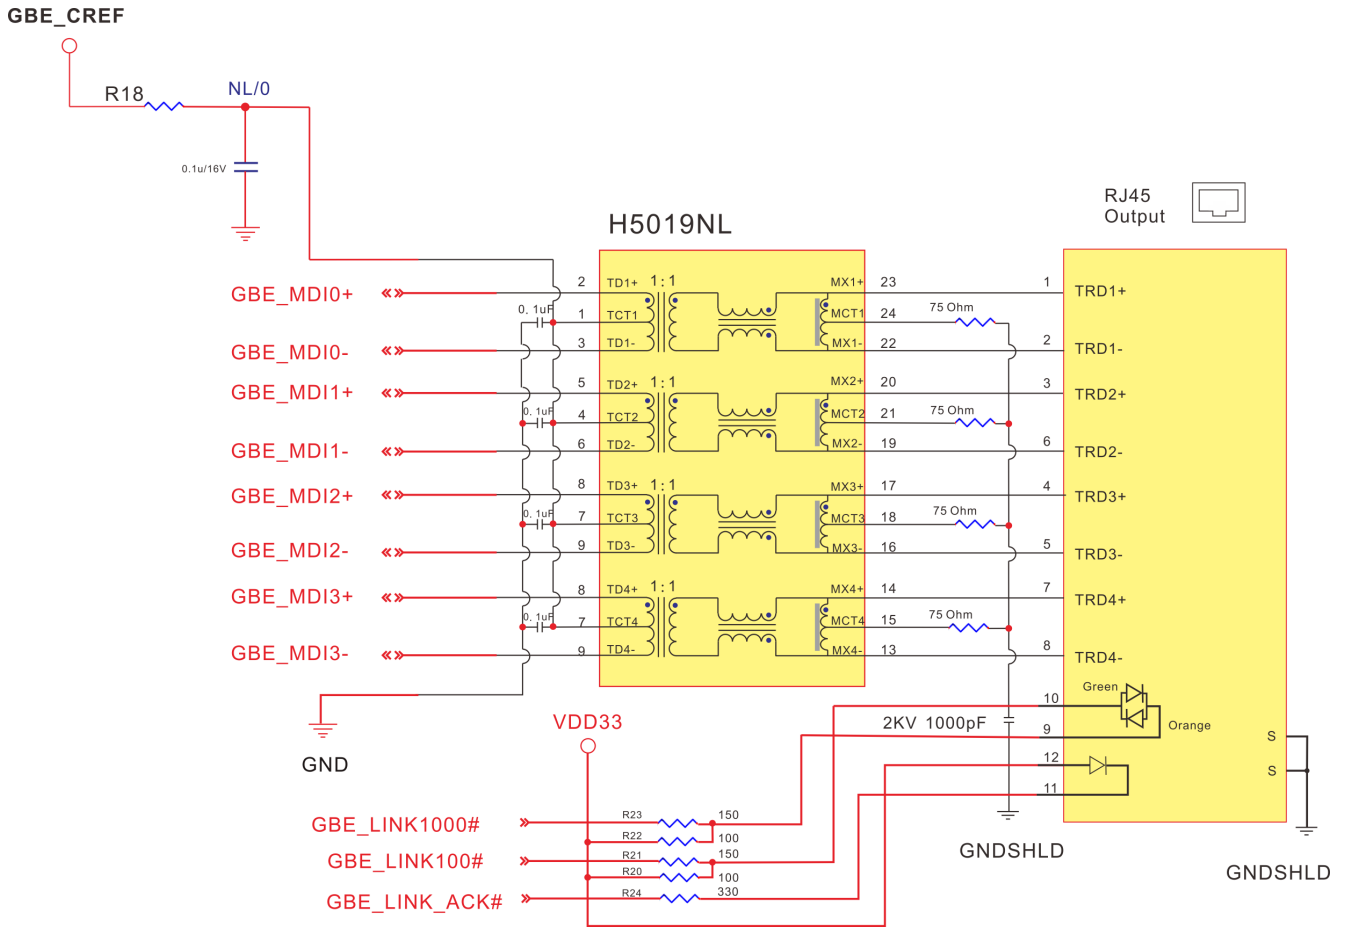 GBE_CREF
R18
NL/0
0.1u/16V
RJ45
Output
H5019NL
GBE_MDI0+
2
TD1+
1:1
MX1+
23
1
TRD1+
0, 1uF
1
TCT1
MCT1
24
75 Ohm
GBE_MDI0-
3
TD1-
MX1-
22
2
TRD1-
GBE_MDI1+
5
TD2+
1:1
MX2+
20
3
TRD2+
0, 1uF
4
TCT2
MCT2
21
75 Ohm
GBE_MDI1-
6
TD2-
MX2-
19
6
TRD2-
GBE_MDI2+
8
TD3+
1:1
MX3+
17
4
TRD3+
0, 1uF
7
TCT3
MCT3
18
75 Ohm
GBE_MDI2-
9
TD3-
MX3-
16
5
TRD3-
GBE_MDI3+
8
TD4+
1:1
MX4+
14
7
TRD4+
0, 1uF
7
TCT4
MCT4
15
75 Ohm
GBE_MDI3-
9
TD4-
MX4-
13
8
TRD4-
Green
10
Orange
2KV 1000pF
9
12
11
S
S
VDD33
GND
GBE_LINK1000#
R23
150
R22
100
GBE_LINK100#
R21
150
R20
100
GBE_LINK_ACK#
R24
330
GNDSHLD
GNDSHLD